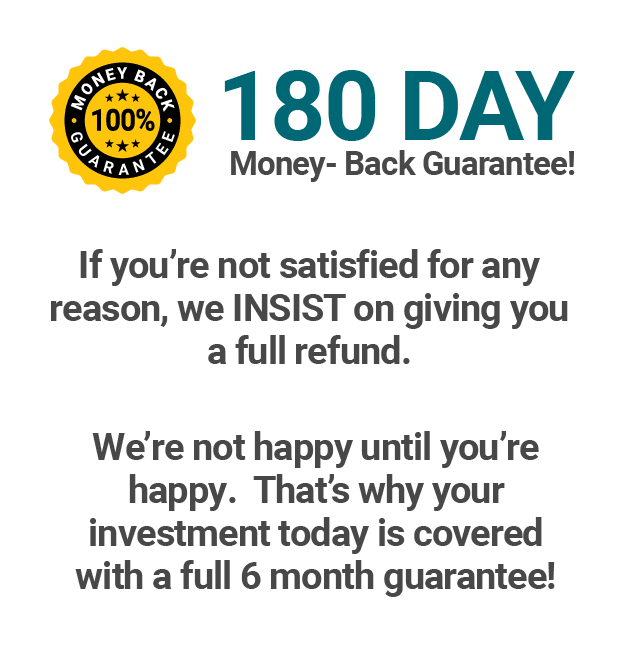 MONEY BACK
100%
GUARANTEE
180 DAY
Money- Back Guarantee!
If you’re not satisfied for any
reason, we INSIST on giving you
a full refund.
We’re not happy until you’re
happy.  That’s why your
investment today is covered
with a full 6 month guarantee!